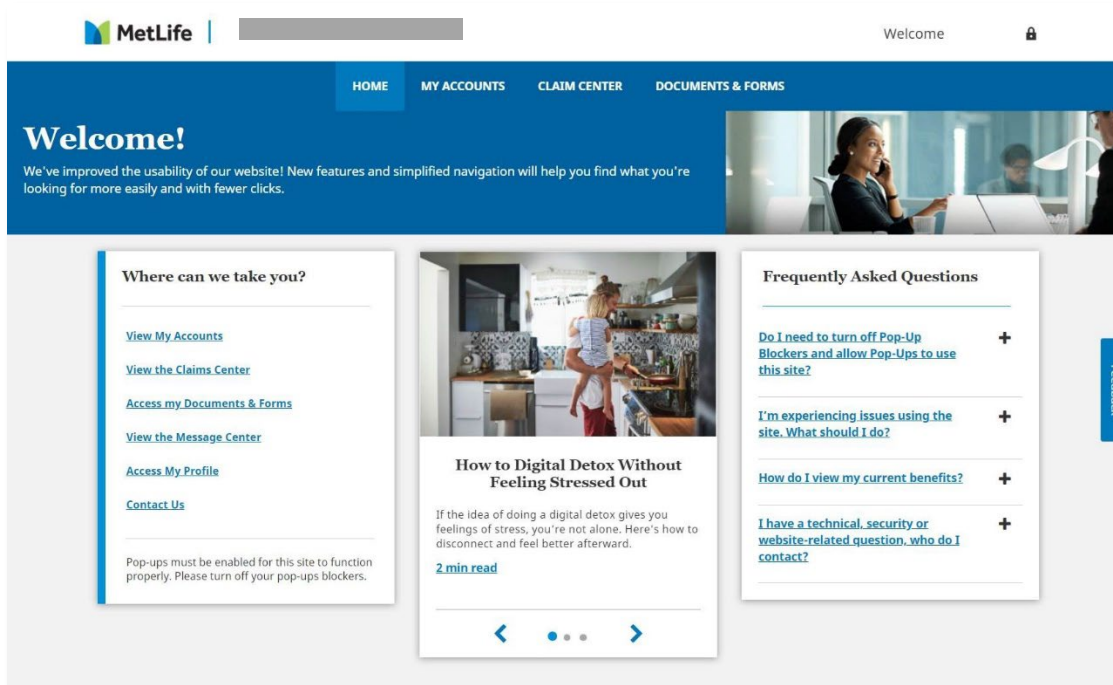 MetLife
Welcome
HOME
MY ACCOUNTS
CLAIM CENTER
DOCUMENTS & FORMS
Welcome!
We've improved the usability of our website! New features and simplified navigation will help you find what you're
looking for more easily and with fewer clicks.
Where can we take you?
View My Accounts
View the Claims Center
Access my Documents & Forms
View the Message Center
Access My Profile
Contact Us
Pop-ups must be enabled for this site to function
properly. Please turn off your pop-ups blockers.
How to Digital Detox Without
Feeling Stressed Out
If the idea of doing a digital detox gives you
feelings of stress, you're not alone. Here's how to
disconnect and feel better afterward.
2 min read
Frequently Asked Questions
Do I need to turn off Pop-Up
Blockers and allow Pop-Ups to use
this site?
I'm experiencing issues using the
site. What should I do?
How do I view my current benefits?
I have a technical, security or
website-related question, who do I
contact?